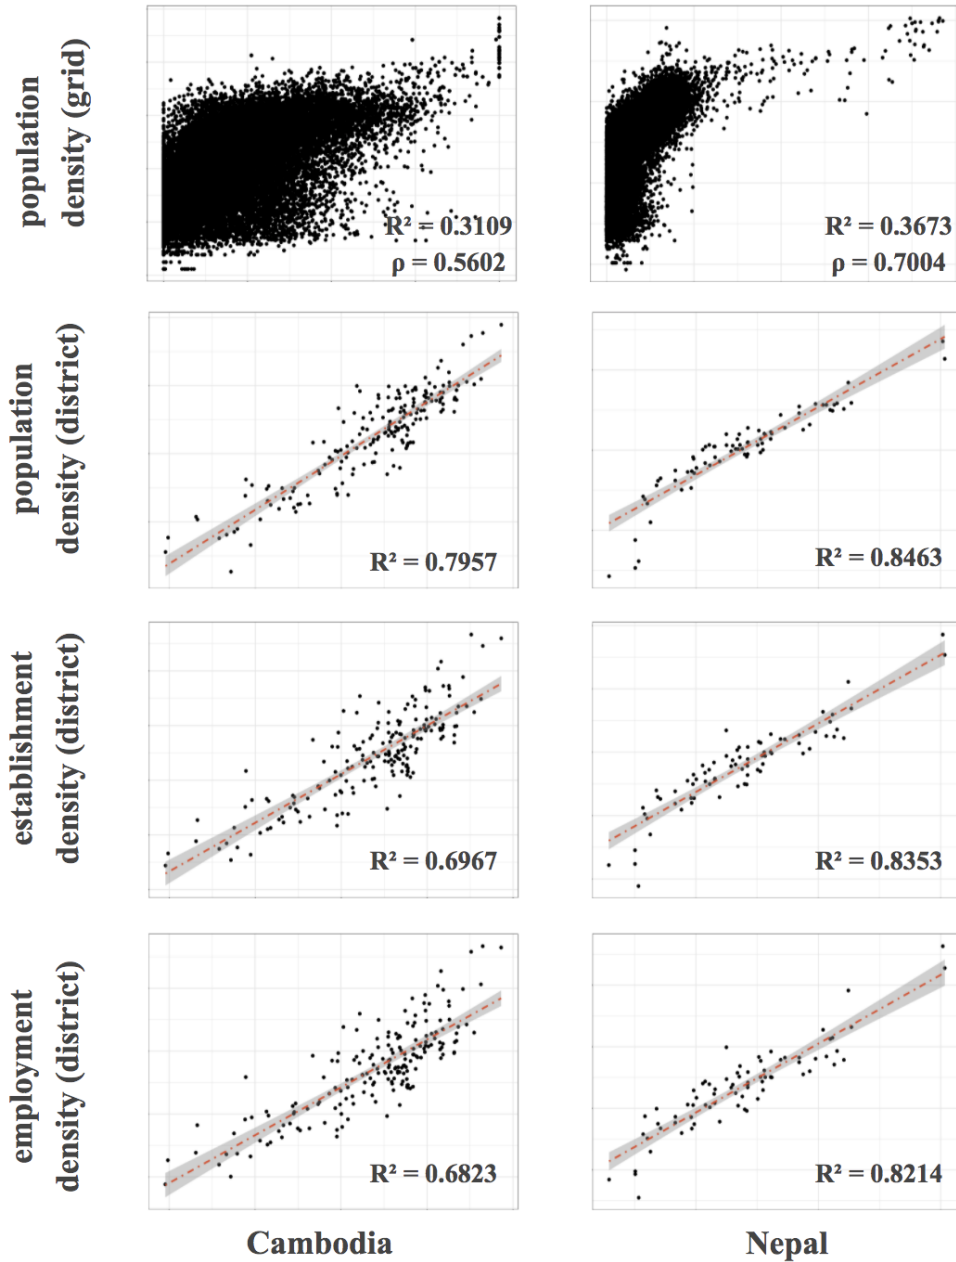 population
density (grid)
R² = 0.3109
ρ = 0.5602
R² = 0.3673
ρ = 0.7004
population
density (district)
R² = 0.7957
R² = 0.8463
establishment
density (district)
R² = 0.6967
R² = 0.8353
employment
density (district)
R² = 0.6823
R² = 0.8214
Cambodia
Nepal